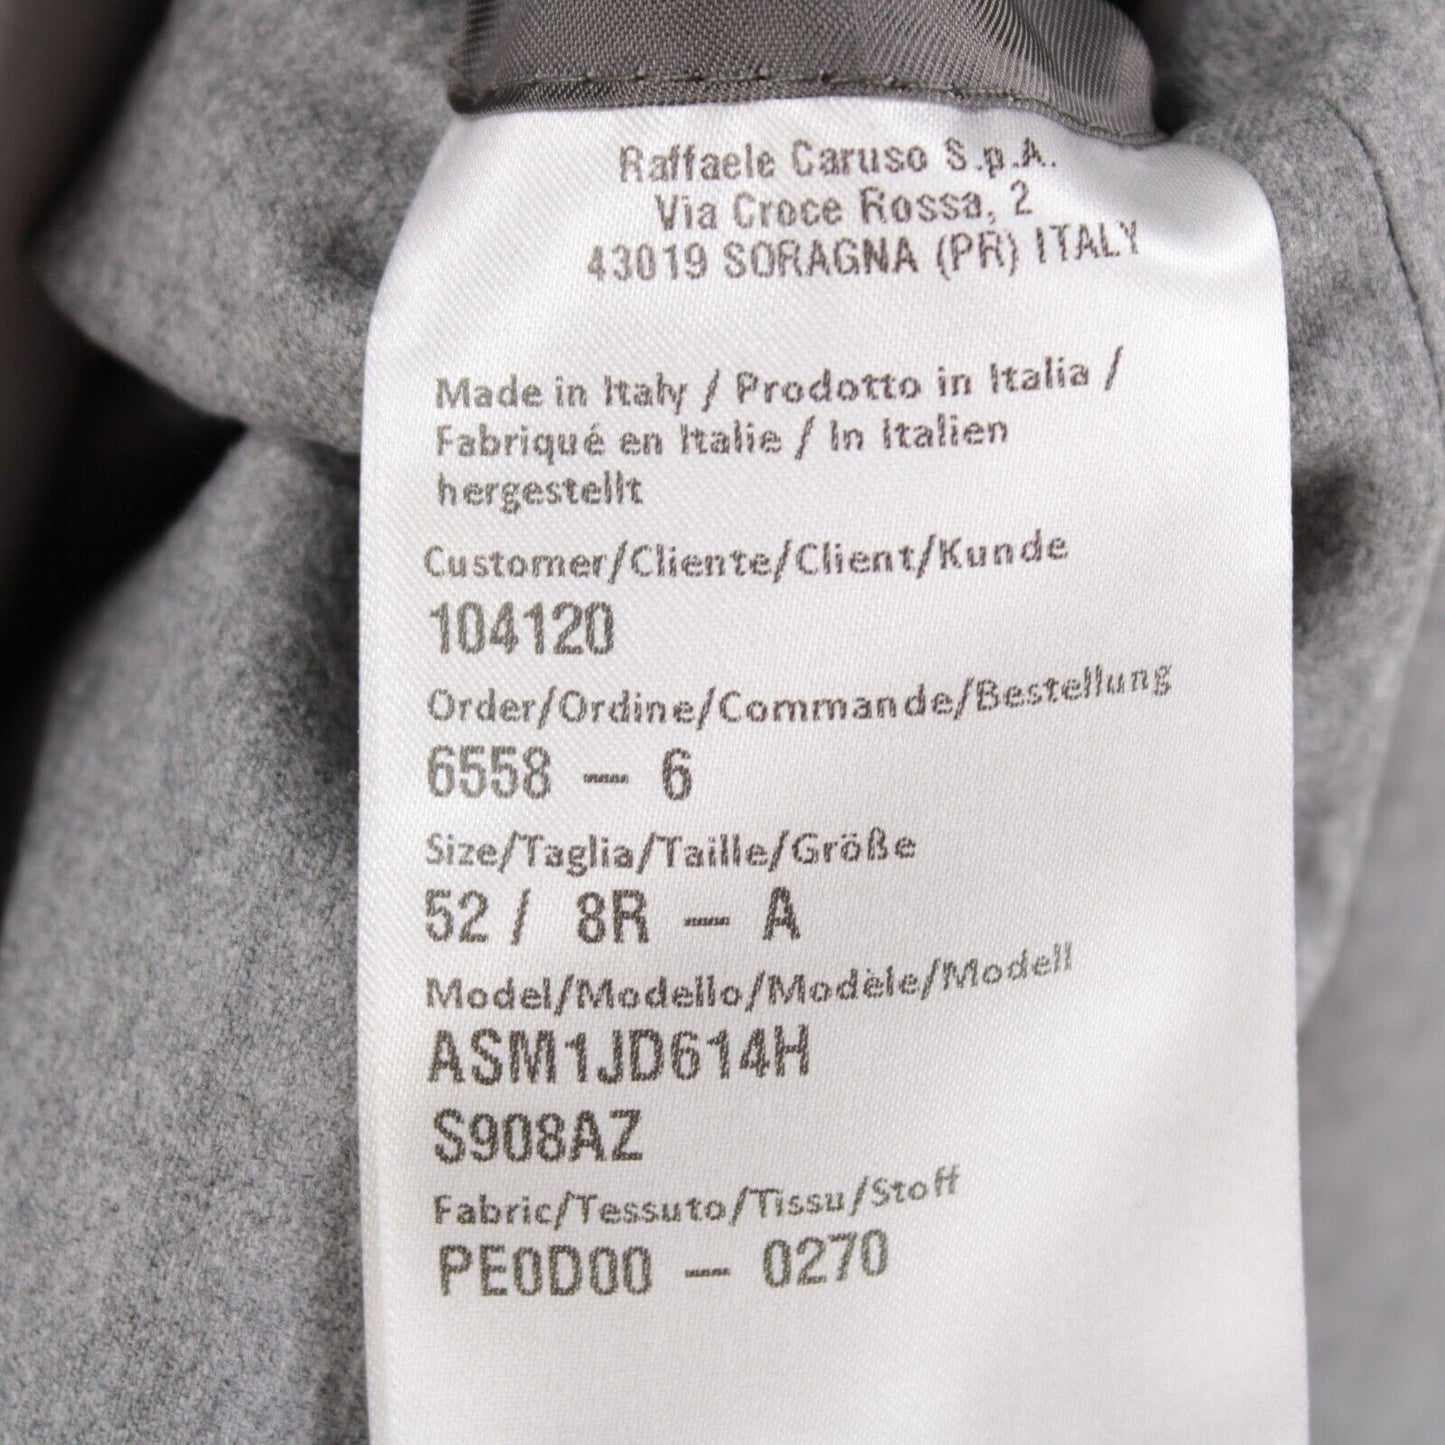 Raffaele Caruso S.p.A.
Via Croce Rossa, 2
43019 SORAGNA (PR) ITALY
Made in Italy / Prodotto in Italia /
Fabriqué en Italie / In Italien
hergestellt
Customer/Cliente/Client/Kunde
104120
Order/Ordine/Commande/Bestellung
6558 – 6
Size/Taglia/Taille/Größe
52 / 8R – A
Model/Modello/Modèle/Modell
ASM1JD614H
S908AZ
Fabric/Tessuto/Tissu/Stoff
PE0D00 – 0270